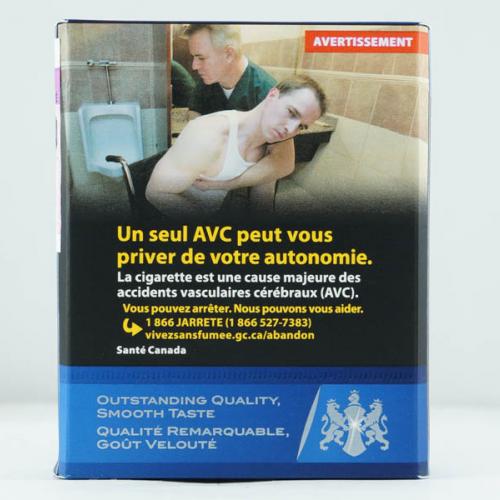 AVERTISSEMENT
Un seul AVC peut vous
priver de votre autonomie.
La cigarette est une cause majeure des
accidents vasculaires cérébraux (AVC).
Vous pouvez arrêter. Nous pouvons vous aider.
1 866 JARRETE (1 866 527-7383)
vivezsansfumee.gc.ca/abandon
Santé Canada
OUTSTANDING QUALITY,
SMOOTH TASTE
QUALITÉ REMARQUABLE,
GOÛT VELOUTÉ